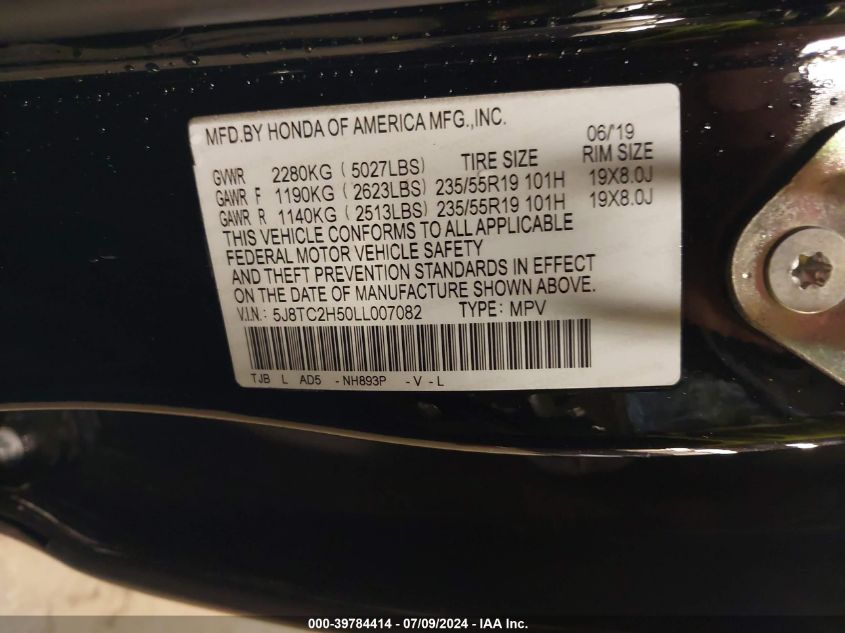 MFD.BY HONDA OF AMERICA MFG.,INC. 06/'19
GVWR 2280KG (5027LBS) TIRE SIZE RIM SIZE
GAWR F 1190KG (2623LBS) 235/55R19 101H 19X8.0J
GAWR R 1140KG (2513LBS) 235/55R19 101H 19X8.0J
THIS VEHICLE CONFORMS TO ALL APPLICABLE
FEDERAL MOTOR VEHICLE SAFETY
AND THEFT PREVENTION STANDARDS IN EFFECT
ON THE DATE OF MANUFACTURE SHOWN ABOVE.
V.I.N.: 5J8TC2H50LL007082 TYPE: MPV
TJB L AD5 - NH893P - V - L
000-39784414 - 07/09/2024 - IAA Inc.